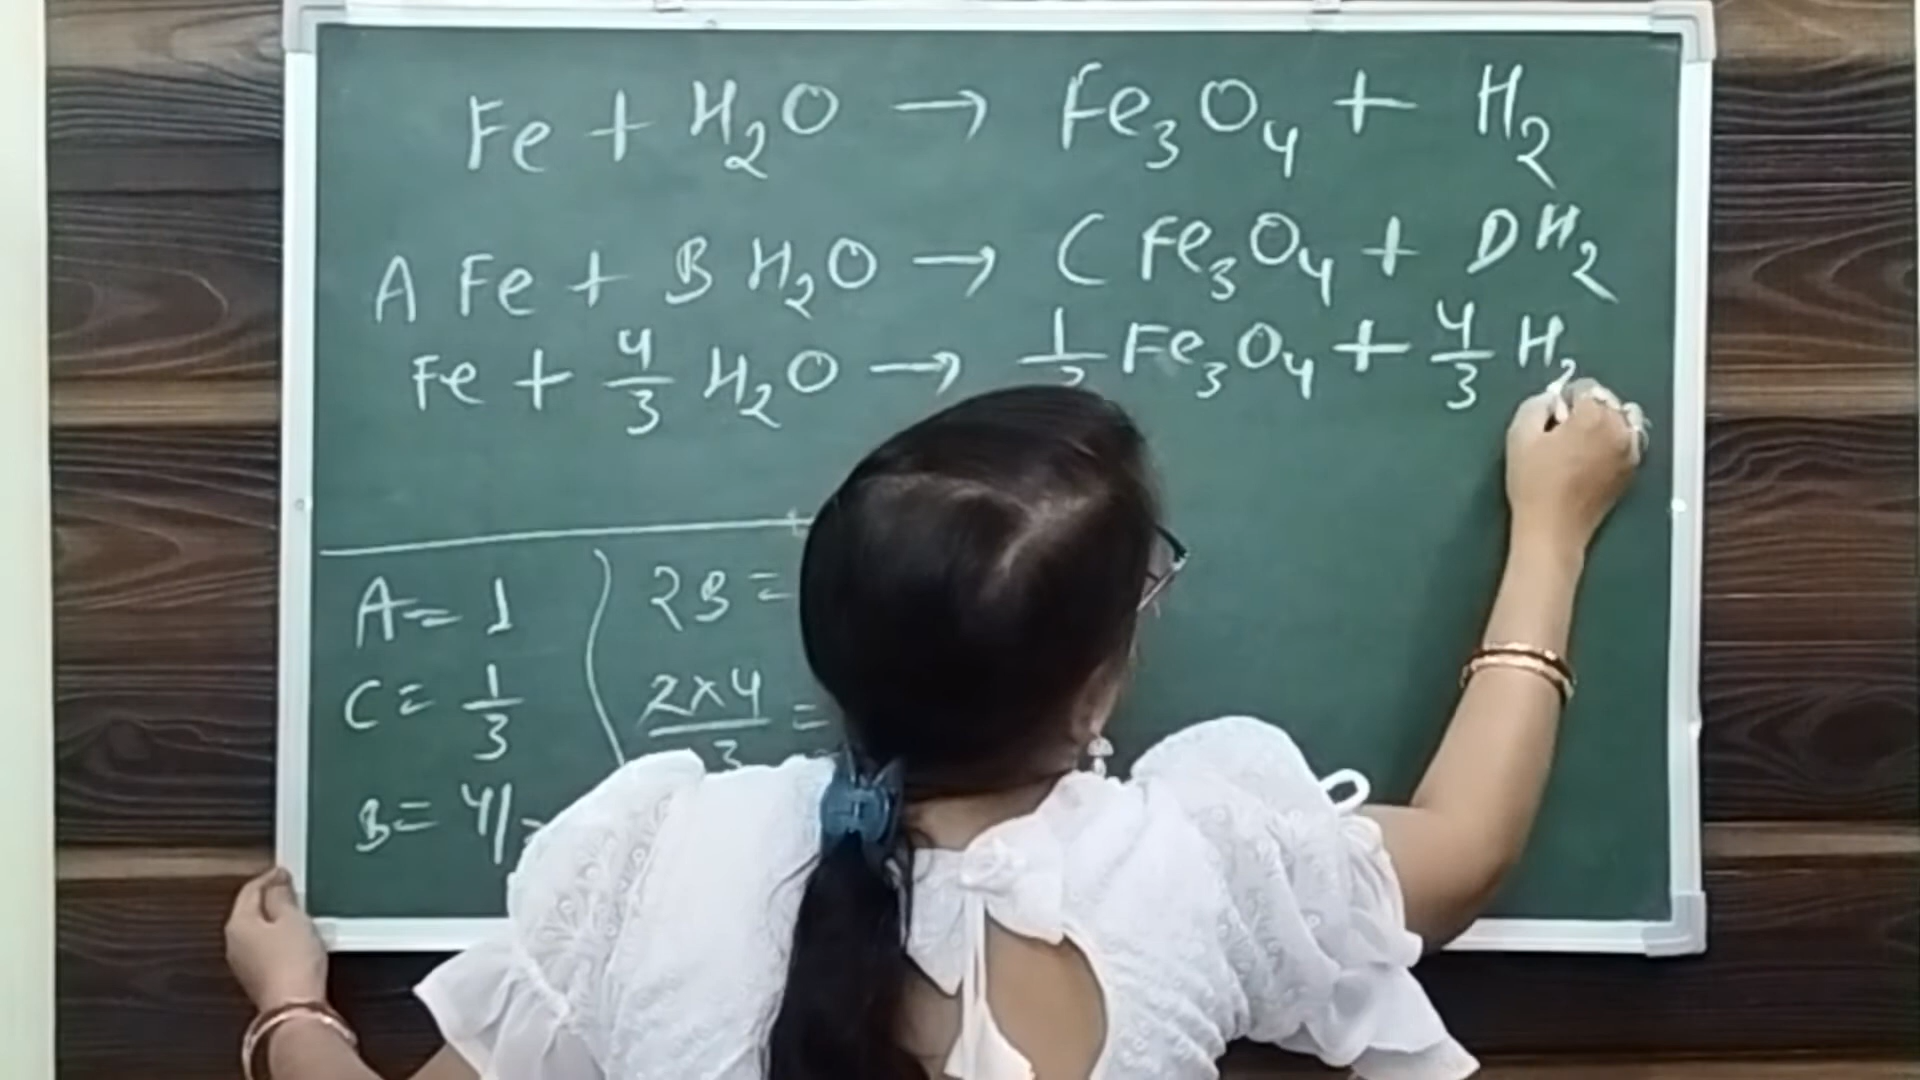 Fe + H₂O → Fe₃O₄ + H₂
A Fe + B H₂O → C Fe₃O₄ + D H₂
Fe + 4/3 H₂O → 1/3 Fe₃O₄ + 4/3 H₂
A = 1
C = 1/3
B = 4/
2B =
2×4/3 =